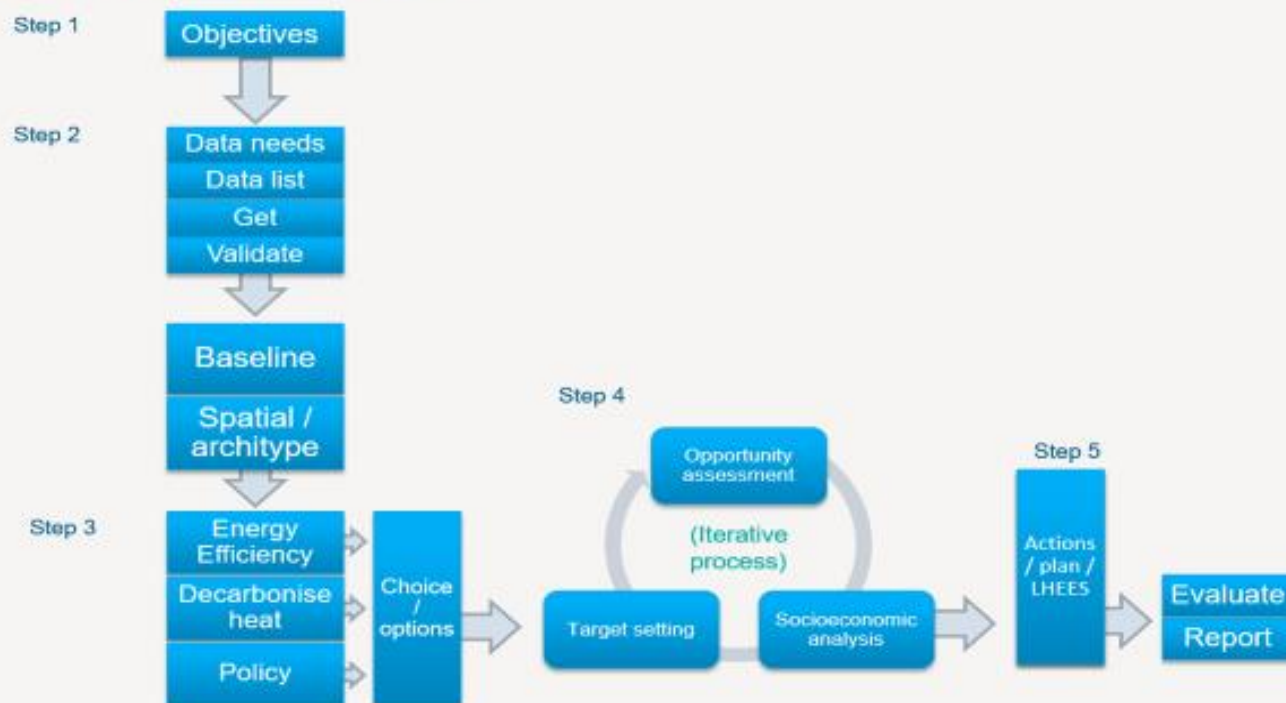 Step 1
Objectives
Step 2
Data needs
Data list
Get
Validate
Baseline
Spatial /
architype
Step 3
Energy
Efficiency
Decarbonise
heat
Policy
Choice
/
options
Step 4
Opportunity
assessment
(Iterative
process)
Target setting
Socioeconomic
analysis
Step 5
Actions
/ plan /
LHEES
Evaluate
Report